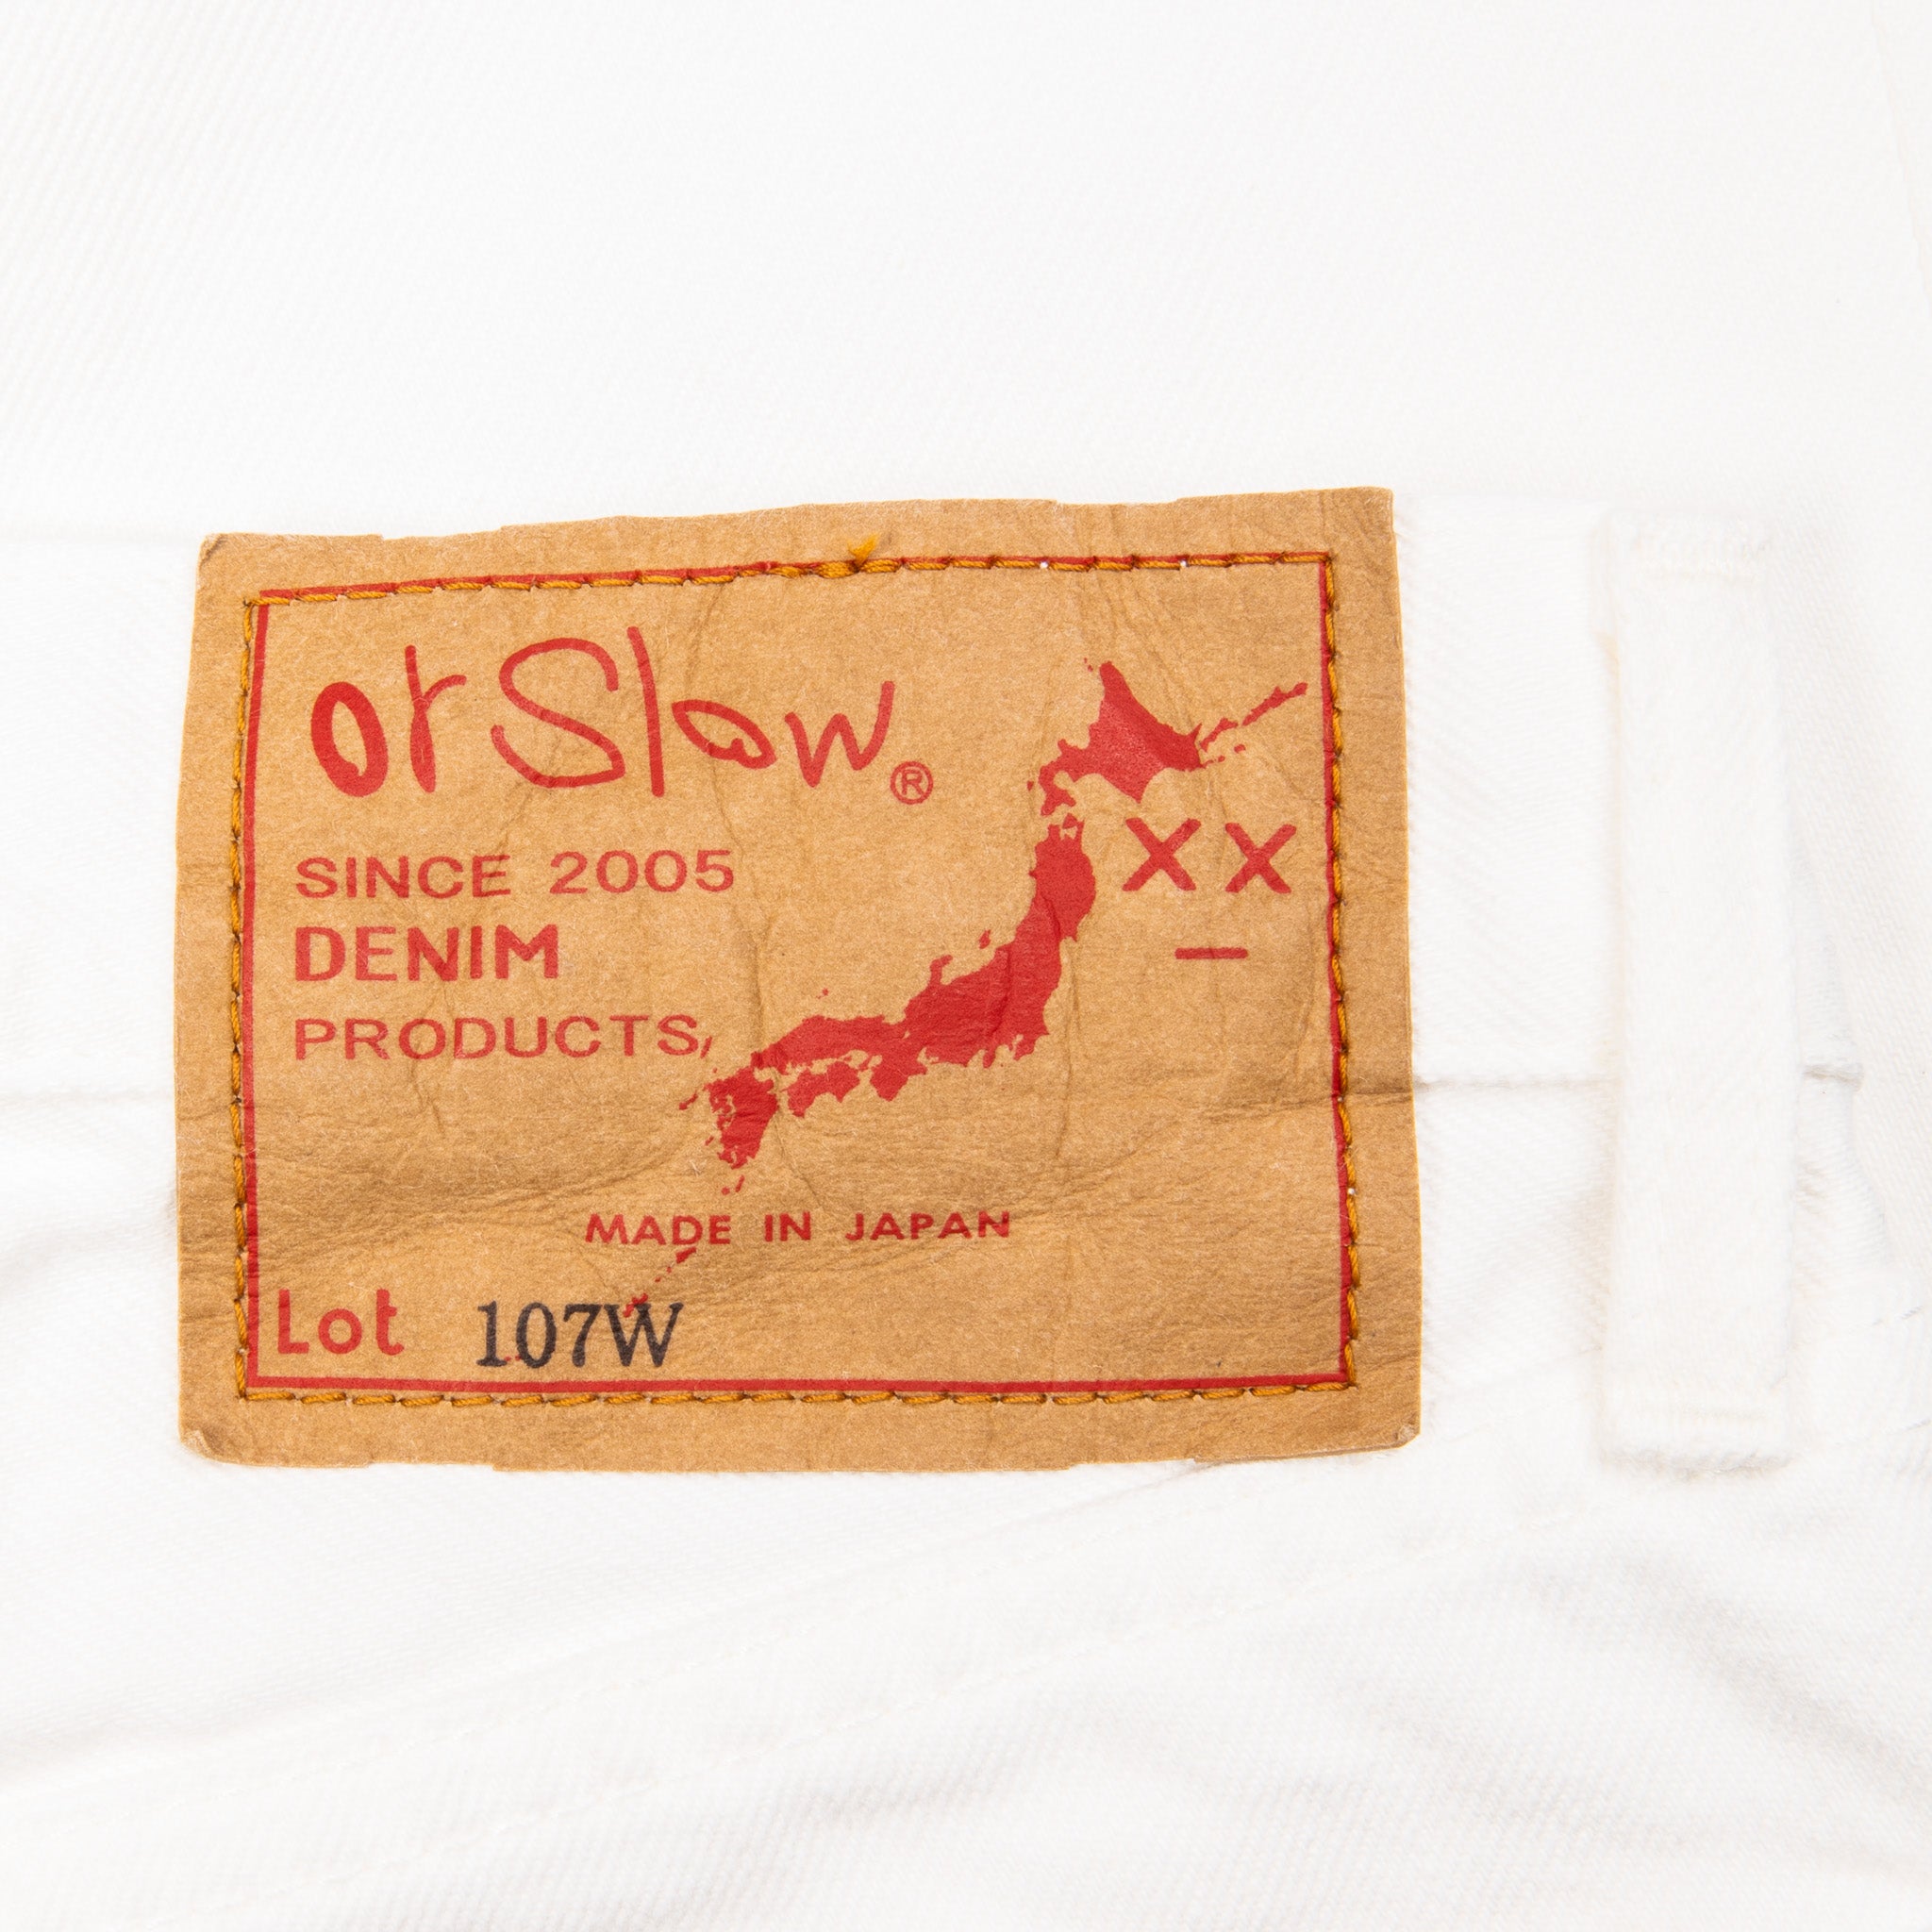 orSlow®
SINCE 2005
DENIM
PRODUCTS,
XX
—
MADE IN JAPAN
Lot 107W